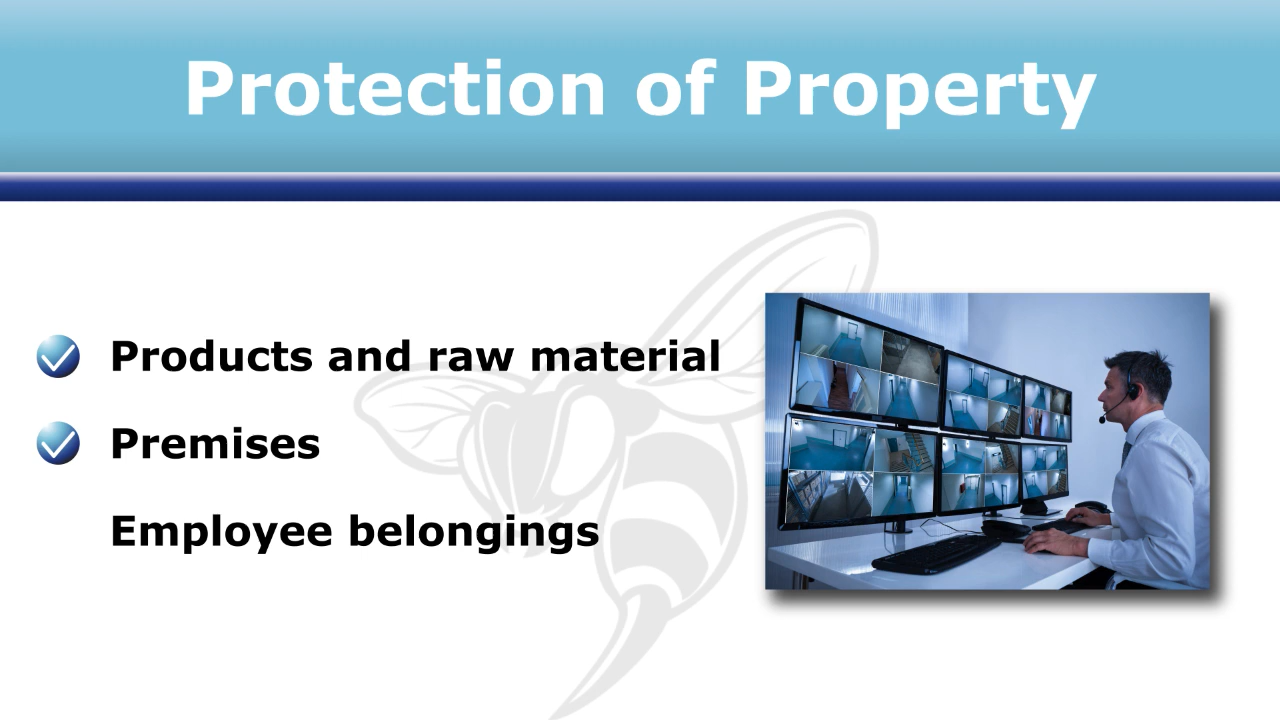 Protection of Property
Products and raw material
Premises
Employee belongings